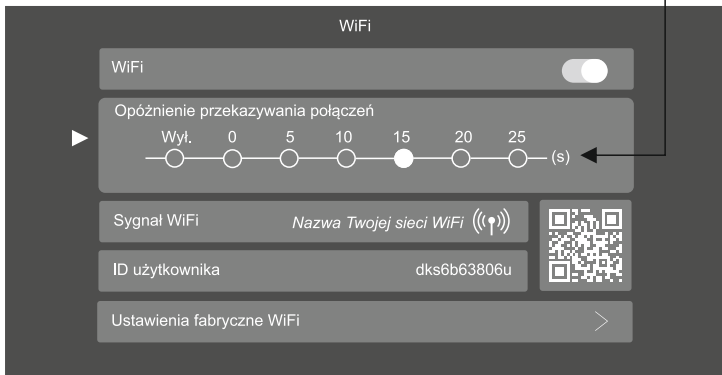 WiFi
WiFi
Opóźnienie przekazywania połączeń
Wył. 0 5 10 15 20 25
(s)
Sygnał WiFi Nazwa Twojej sieci WiFi
ID użytkownika dks6b63806u
Ustawienia fabryczne WiFi